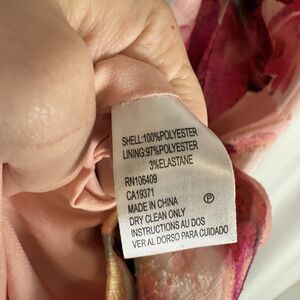 SHELL:100%POLYESTER
LINING:97%POLYESTER
3%ELASTANE
RN106409
CA19371
MADE IN CHINA
DRY CLEAN ONLY
INSTRUCTIONS AU DOS
VER AL DORSO PARA CUIDADO
P